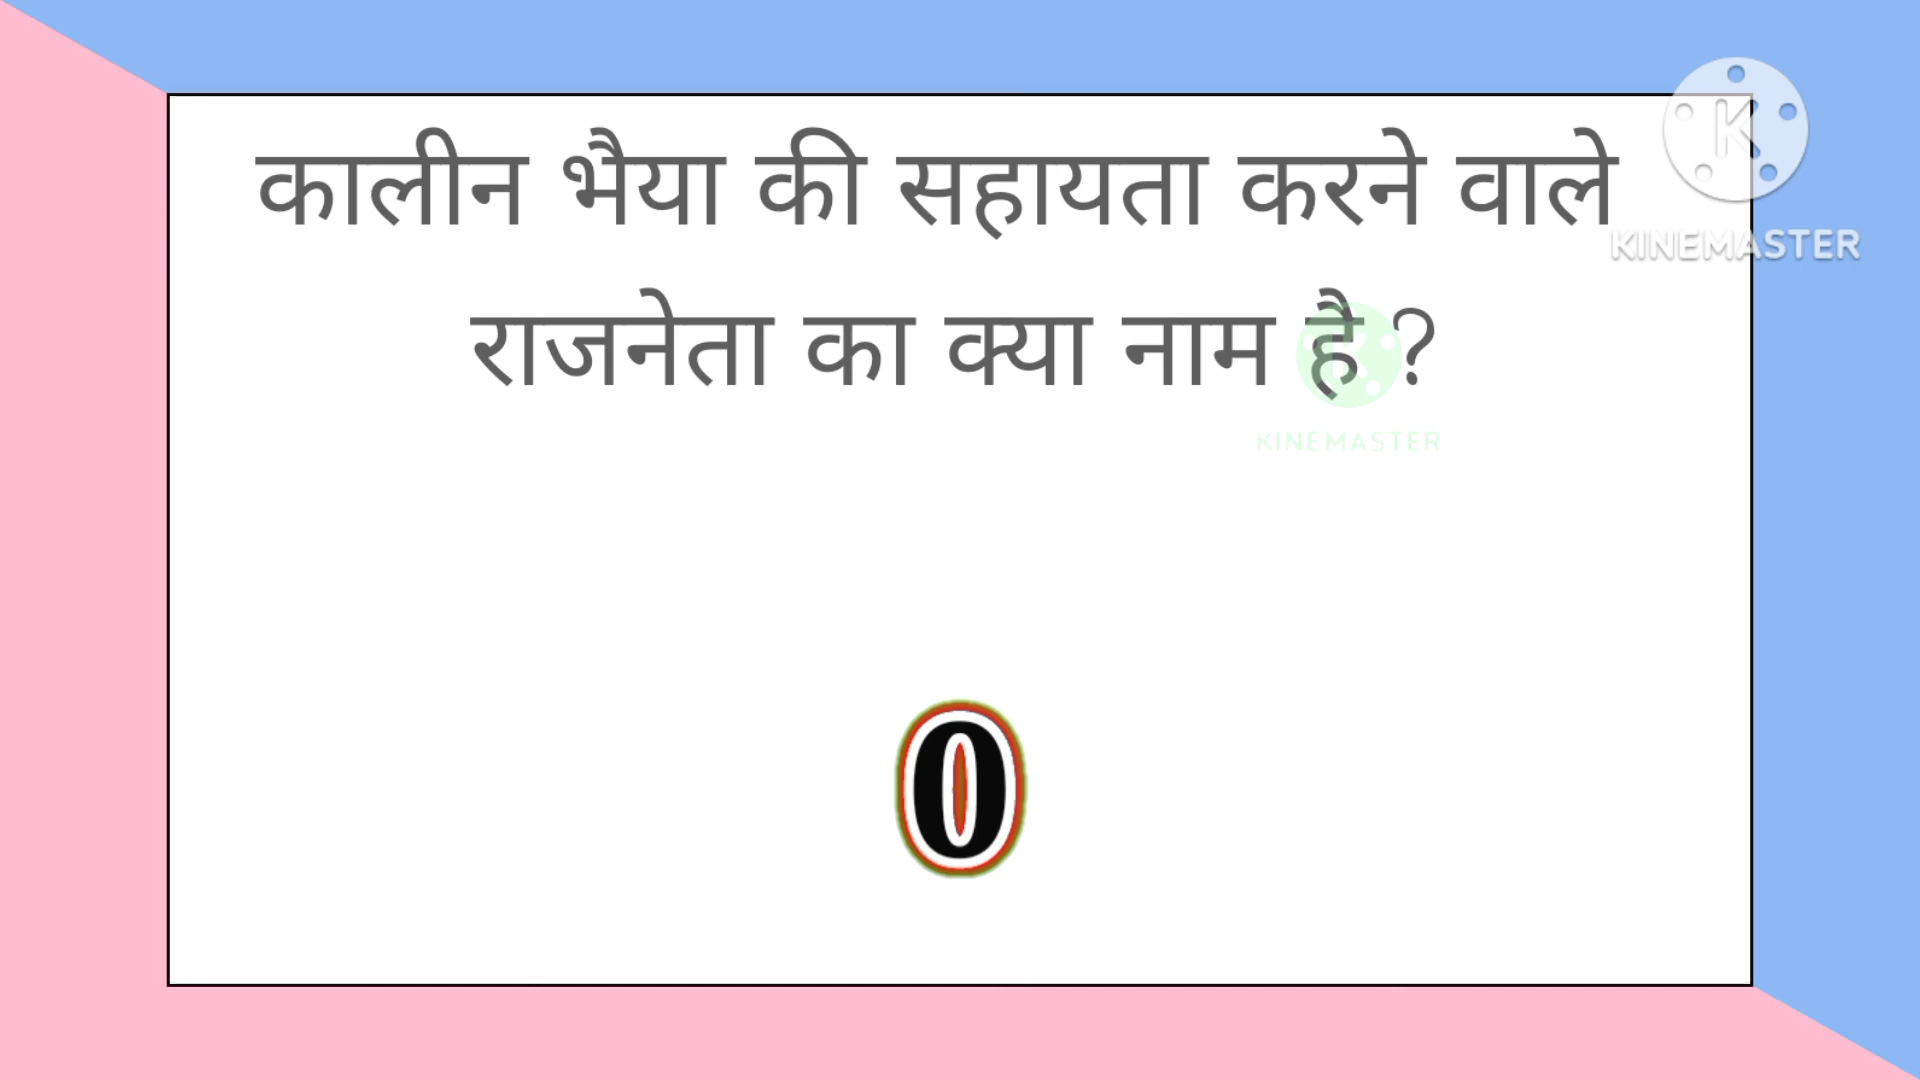 कालीन भैया की सहायता करने वाले
राजनेता का क्या नाम है ?
KINEMASTER
KINEMASTER
0